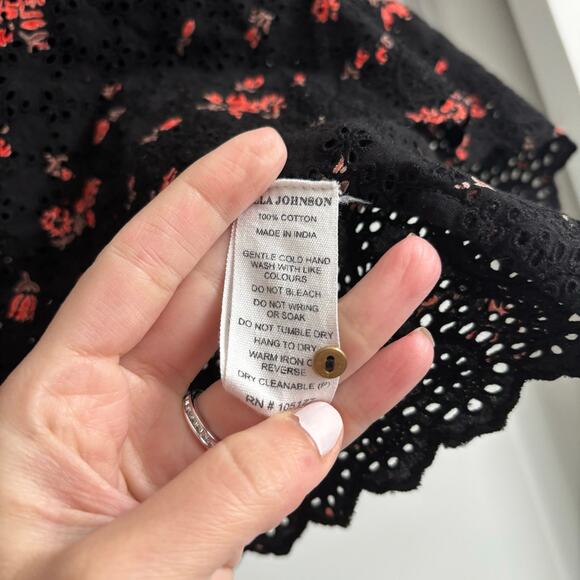 JOHNSON
100% COTTON
MADE IN INDIA
GENTLE COLD HAND
WASH WITH LIKE
COLOURS
DO NOT BLEACH
DO NOT WRING
OR SOAK
DO NOT TUMBLE DRY
HANG TO DRY
WARM IRON
REVERSE
DRY CLEANABLE
RN #